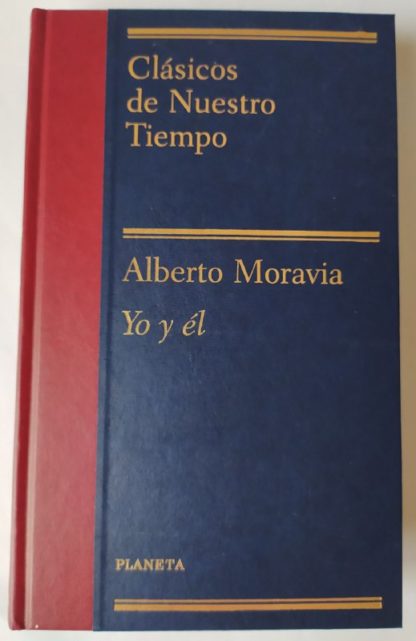 Clásicos
de Nuestro
Tiempo
Alberto Moravia
Yo y él
PLANETA